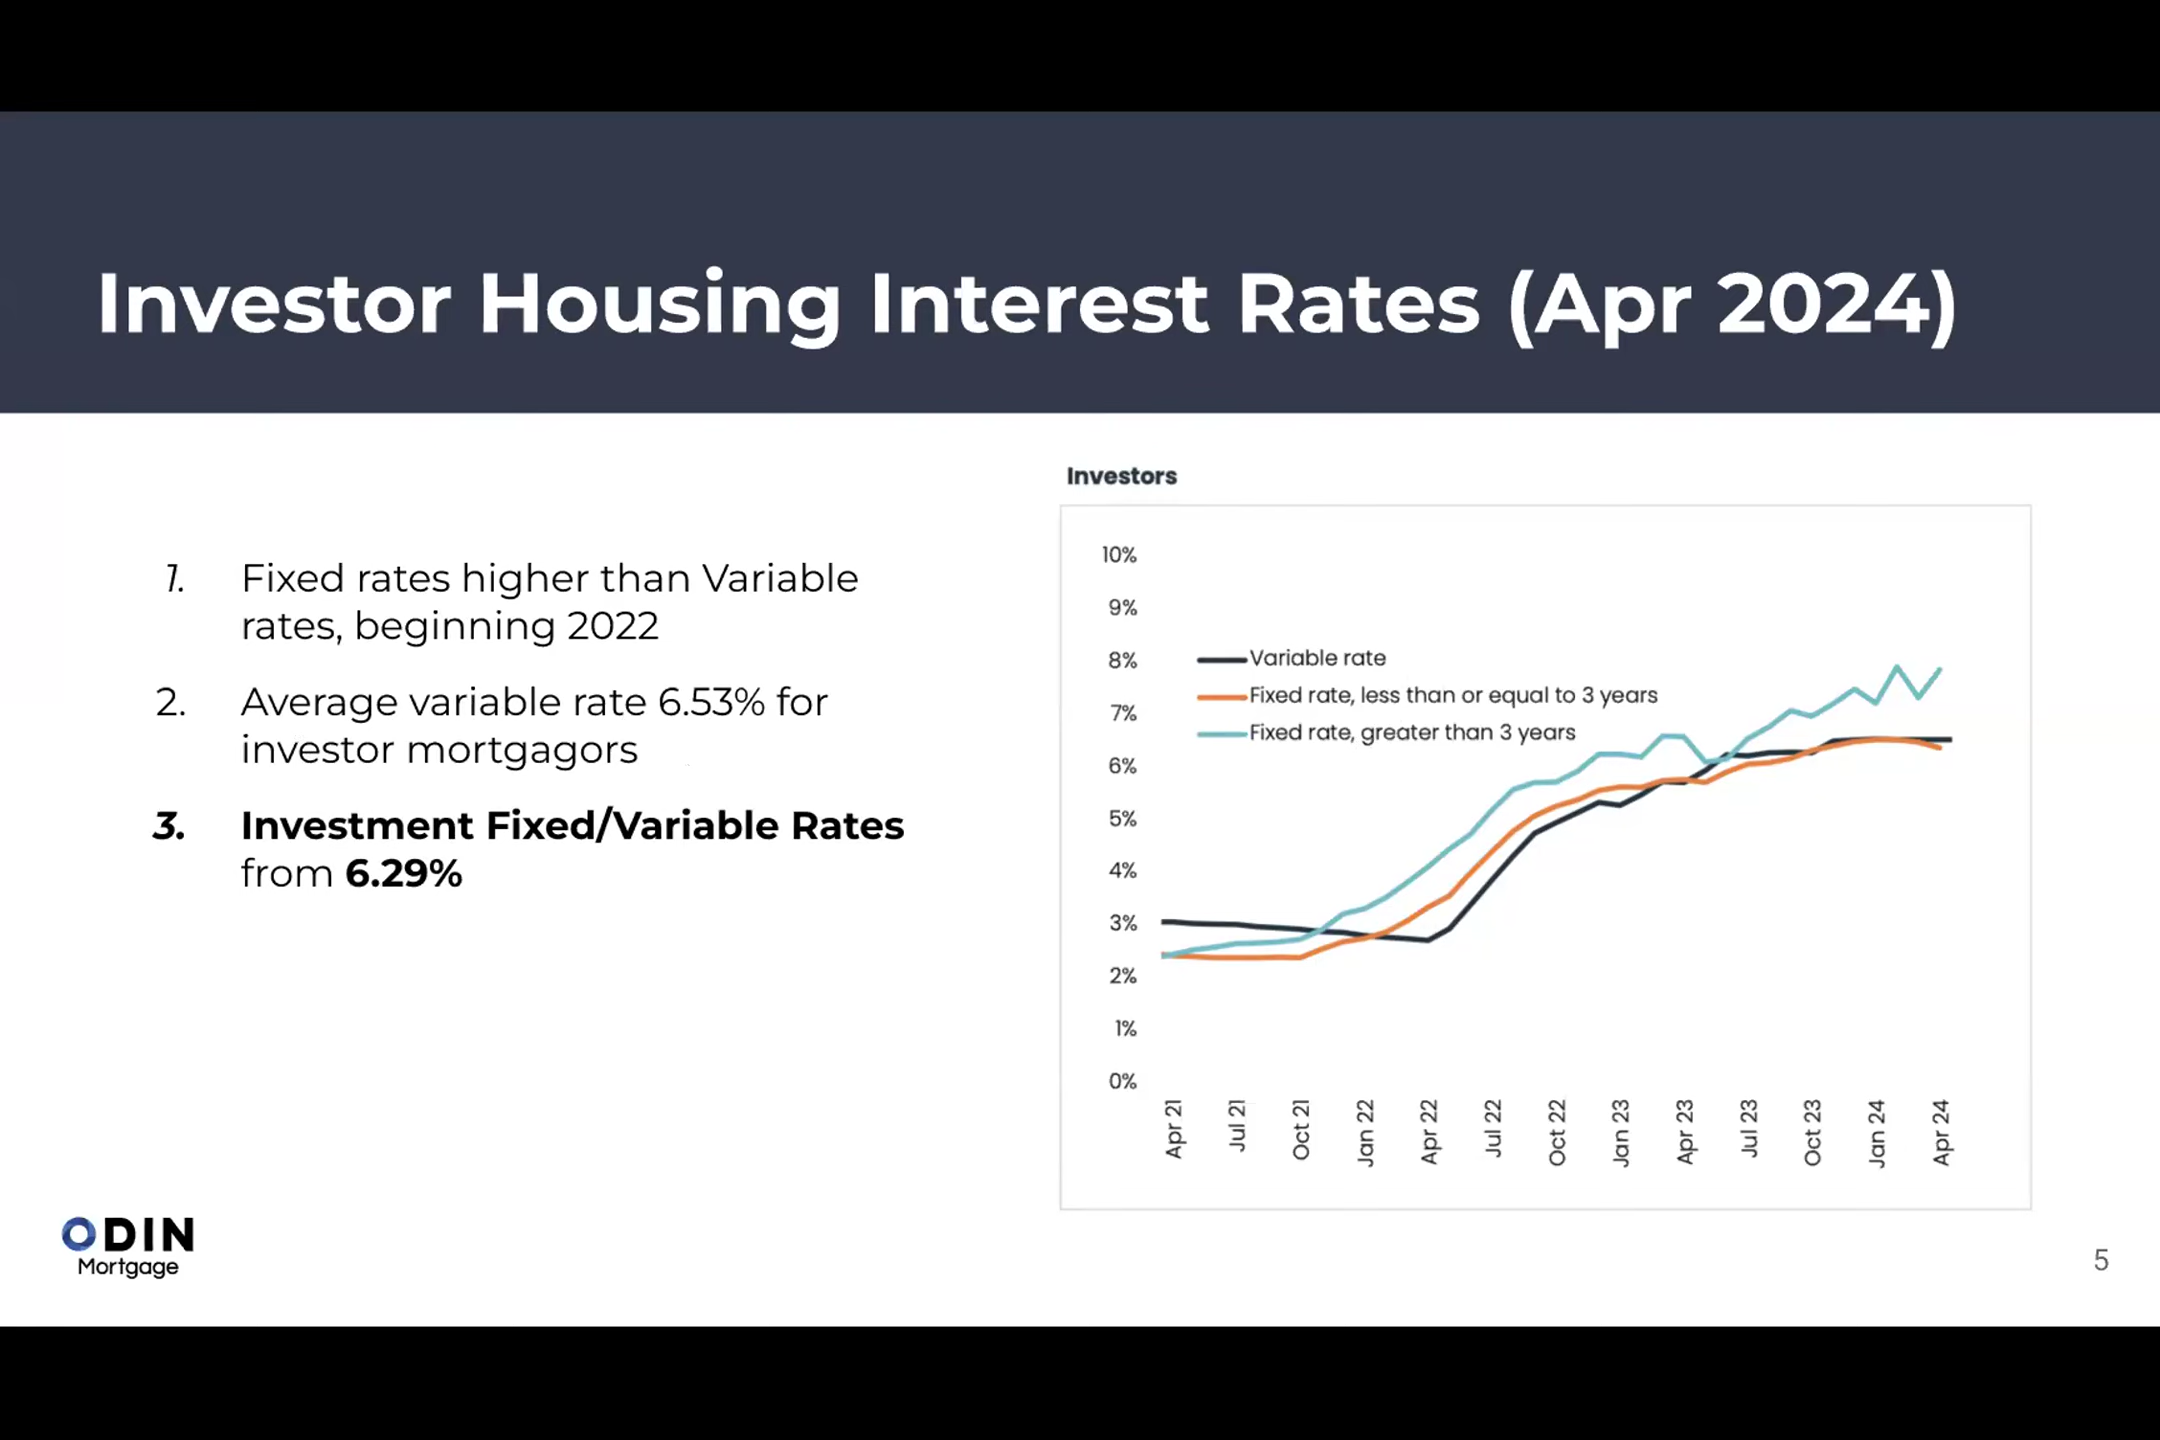 Investor Housing Interest Rates (Apr 2024)
1. Fixed rates higher than Variable
rates, beginning 2022
2. Average variable rate 6.53% for
investor mortgagors
3. Investment Fixed/Variable Rates
from 6.29%
Investors
10%
9%
8%
7%
6%
5%
4%
3%
2%
1%
0%
Variable rate
Fixed rate, less than or equal to 3 years
Fixed rate, greater than 3 years
Apr 21
Jul 21
Oct 21
Jan 22
Apr 22
Jul 22
Oct 22
Jan 23
Apr 23
Jul 23
Oct 23
Jan 24
Apr 24
ODIN
Mortgage
5